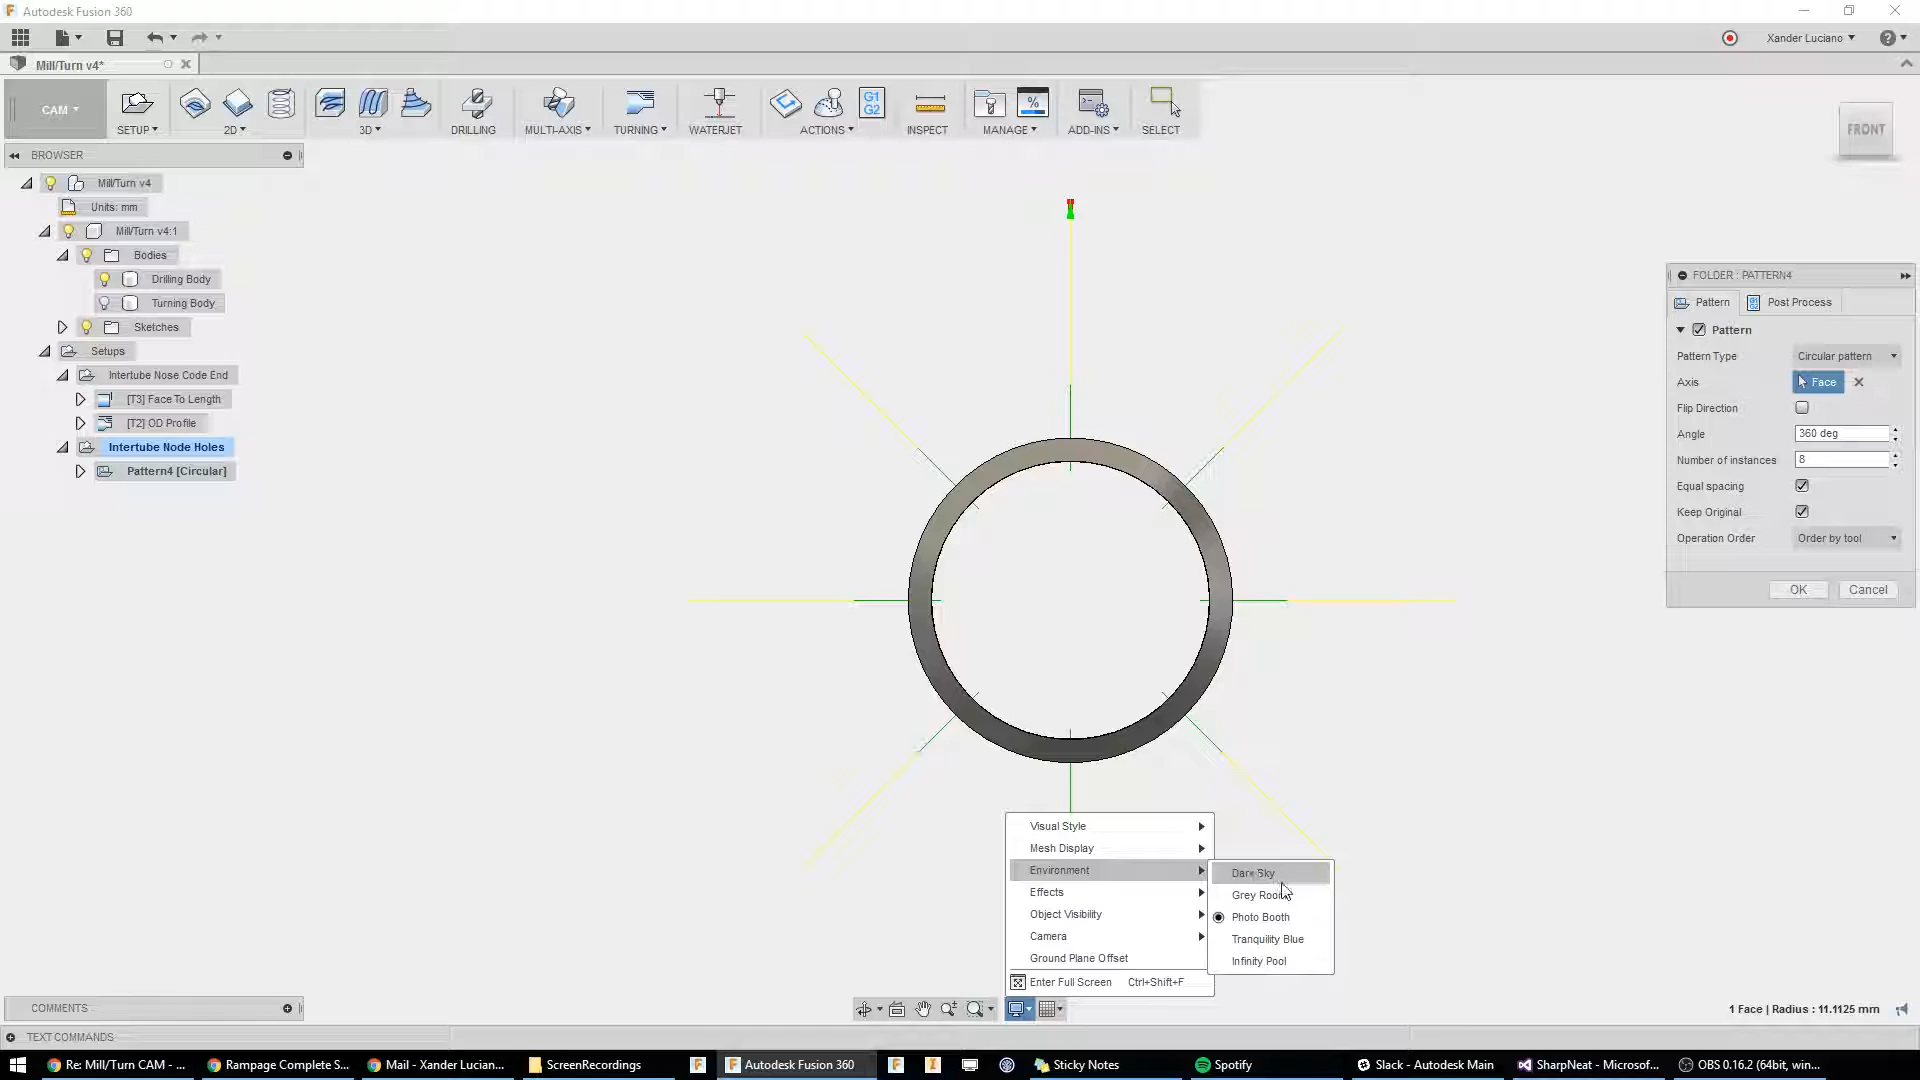 Autodesk Fusion 360
Xander Luciano
Mill/Turn v4*
CAM
SETUP
2D
3D
DRILLING
MULTI-AXIS
TURNING
WATERJET
G1
G2
ACTIONS
INSPECT
%
MANAGE
ADD-INS
SELECT
FRONT
BROWSER
Mill/Turn v4
Units: mm
Mill/Turn v4:1
Bodies
Drilling Body
Turning Body
Sketches
Setups
Intertube Nose Code End
[T3] Face To Length
[T2] OD Profile
Intertube Node Holes
Pattern4 [Circular]
FOLDER : PATTERN4
Pattern
Post Process
Pattern
Pattern Type Circular pattern
Axis Face
Flip Direction
Angle 360 deg
Number of instances 8
Equal spacing
Keep Original
Operation Order Order by tool
OK Cancel
Visual Style
Mesh Display
Environment
Effects
Object Visibility
Camera
Ground Plane Offset
Enter Full Screen Ctrl+Shift+F
Dark Sky
Grey Room
Photo Booth
Tranquility Blue
Infinity Pool
COMMENTS
1 Face | Radius : 11.1125 mm
TEXT COMMANDS
Re: Mill/Turn CAM - ...
Rampage Complete S...
Mail - Xander Lucian...
ScreenRecordings
Autodesk Fusion 360
Sticky Notes
Spotify
Slack - Autodesk Main
SharpNeat - Microsof...
OBS 0.16.2 (64bit, win...